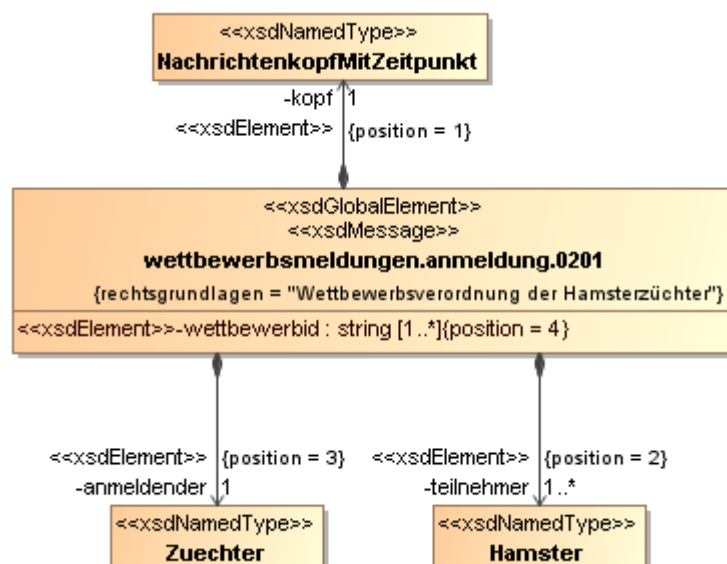 <<xsdNamedType>>
NachrichtenkopfMitZeitpunkt
-kopf 1
<<xsdElement>> {position = 1}
<<xsdGlobalElement>>
<<xsdMessage>>
wettbewerbsmeldungen.anmeldung.0201
{rechtsgrundlagen = "Wettbewerbsverordnung der Hamsterzüchter"}
<<xsdElement>>-wettbewerbid : string [1..*]{position = 4}
<<xsdElement>> {position = 3} <<xsdElement>> {position = 2}
-anmeldender 1 -teilnehmer 1..*
<<xsdNamedType>> <<xsdNamedType>>
Zuechter Hamster